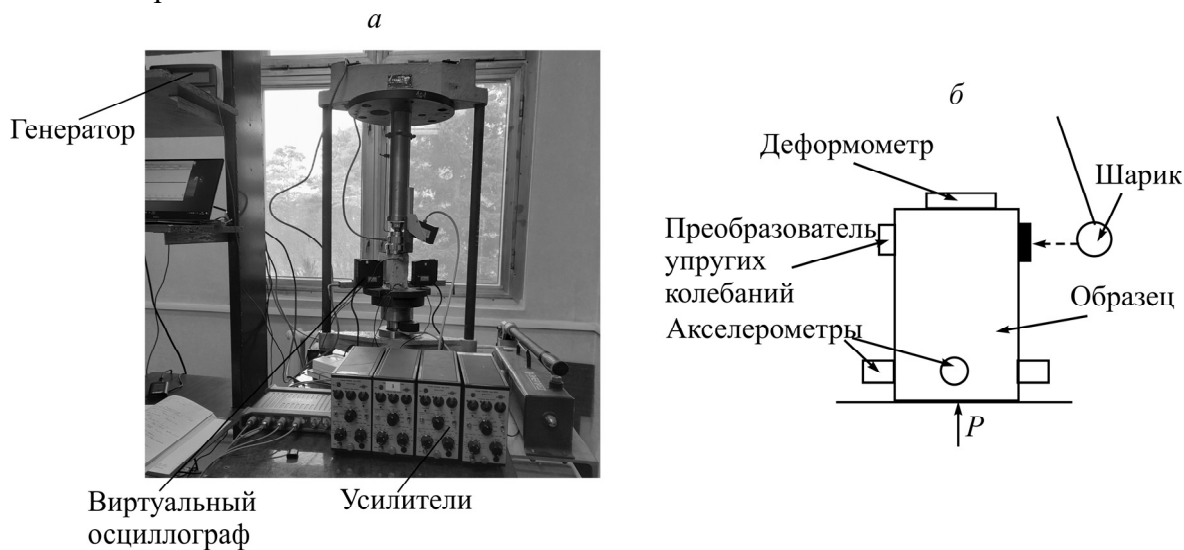 а
Генератор
Виртуальный
осциллограф
Усилители
б
Деформометр
Шарик
Преобразователь
упругих
колебаний
Образец
Акселерометры
P